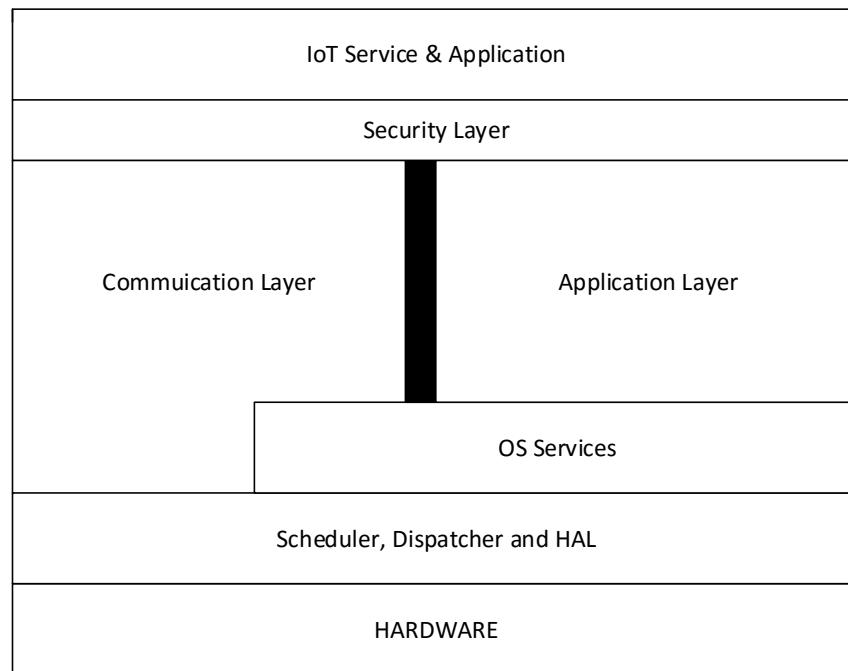 IoT Service & Application
Security Layer
Commuication Layer
Application Layer
OS Services
Scheduler, Dispatcher and HAL
HARDWARE